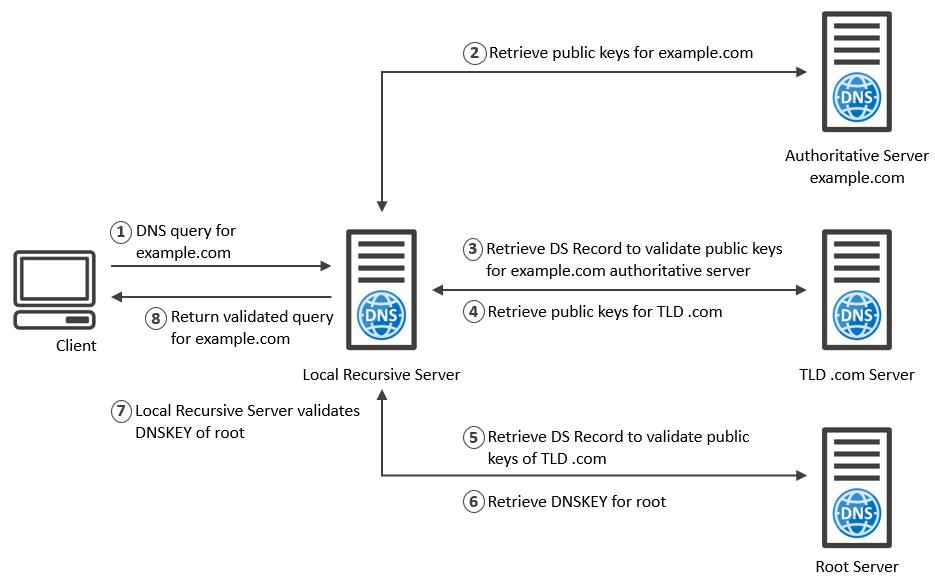 2 Retrieve public keys for example.com
DNS
Authoritative Server
example.com
1 DNS query for
example.com
DNS
8 Return validated query
for example.com
Client
Local Recursive Server
3 Retrieve DS Record to validate public keys
for example.com authoritative server
4 Retrieve public keys for TLD .com
DNS
TLD .com Server
7 Local Recursive Server validates
DNSKEY of root
5 Retrieve DS Record to validate public
keys of TLD .com
6 Retrieve DNSKEY for root
DNS
Root Server